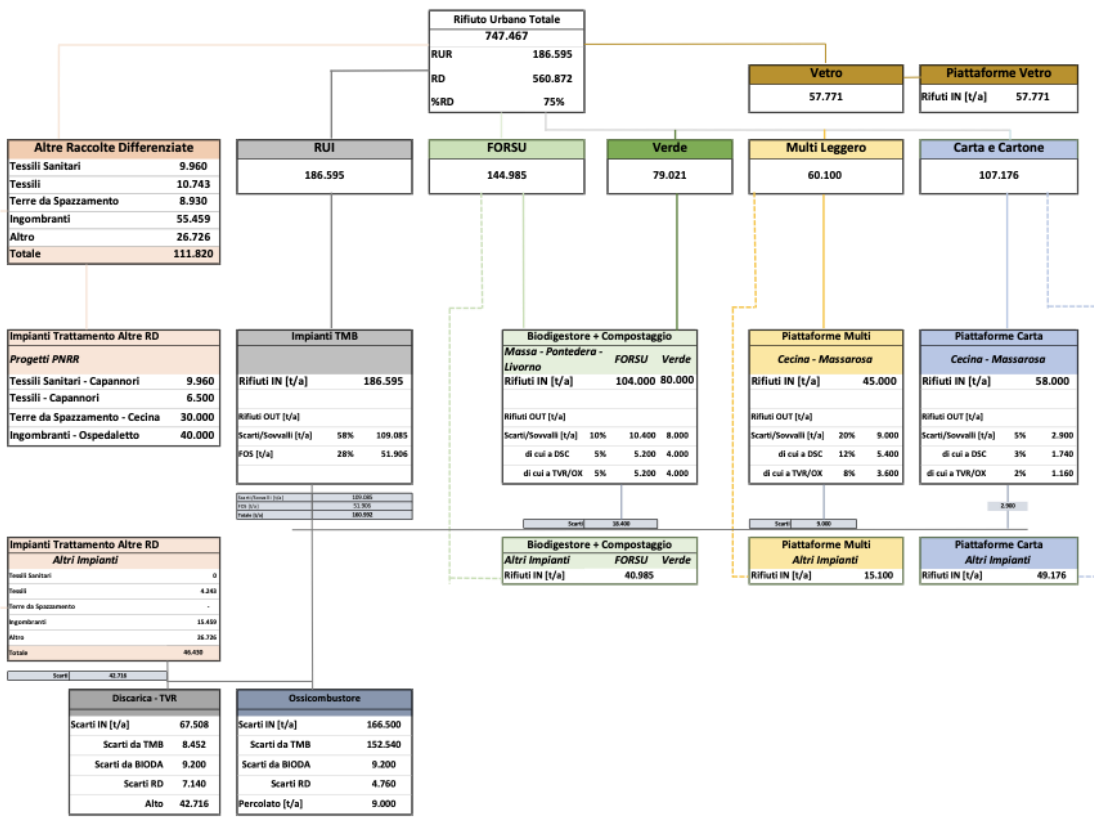 Rifiuto Urbano Totale
747.467
RUR 186.595
RD 560.872
%RD 75%
Vetro
57.771
Piattaforme Vetro
Rifiuti IN [t/a] 57.771
Altre Raccolte Differenziate
Tessili Sanitari 9.960
Tessili 10.743
Terre da Spazzamento 8.930
Ingombranti 55.459
Altro 26.726
Totale 111.820
RUI
186.595
FORSU
144.985
Verde
79.021
Multi Leggero
60.100
Carta e Cartone
107.176
Impianti Trattamento Altre RD
Progetti PNRR
Tessili Sanitari - Capannori 9.960
Tessili - Capannori 6.500
Terre da Spazzamento - Cecina 30.000
Ingombranti - Ospedaletto 40.000
Impianti TMB
Rifiuti IN [t/a] 186.595
Rifiuti OUT [t/a]
Scarti/Sovvalli [t/a] 58% 109.085
FOS [t/a] 28% 51.906
Scarti/Sovvalli [t/a] 109.085
FOS [t/a] 51.906
Totale [t/a] 160.992
Biodigestore + Compostaggio
Massa - Pontedera - Livorno FORSU Verde
Rifiuti IN [t/a] 104.000 80.000
Rifiuti OUT [t/a]
Scarti/Sovvalli [t/a] 10% 10.400 8.000
di cui a DSC 5% 5.200 4.000
di cui a TVR/OX 5% 5.200 4.000
Scarti 18.400
Piattaforme Multi
Cecina - Massarosa
Rifiuti IN [t/a] 45.000
Rifiuti OUT [t/a]
Scarti/Sovvalli [t/a] 20% 9.000
di cui a DSC 12% 5.400
di cui a TVR/OX 8% 3.600
Scarti 9.000
Piattaforma Carta
Cecina - Massarosa
Rifiuti IN [t/a] 58.000
Rifiuti OUT [t/a]
Scarti/Sovvalli [t/a] 5% 2.900
di cui a DSC 3% 1.740
di cui a TVR/OX 2% 1.160
2.900
Impianti Trattamento Altre RD
Altri Impianti
Tessili Sanitari 0
Tessili 4.243
Terre da Spazzamento -
Ingombranti 15.459
Altro 26.726
Totale 46.430
Scarti 42.716
Biodigestore + Compostaggio
Altri Impianti FORSU Verde
Rifiuti IN [t/a] 40.985
Piattaforme Multi
Altri Impianti
Rifiuti IN [t/a] 15.100
Piattaforme Carta
Altri Impianti
Rifiuti IN [t/a] 49.176
Discarica - TVR
Scarti IN [t/a] 67.508
Scarti da TMB 8.452
Scarti da BIODA 9.200
Scarti RD 7.140
Alto 42.716
Ossicombustore
Scarti IN [t/a] 166.500
Scarti da TMB 152.540
Scarti da BIODA 9.200
Scarti RD 4.760
Percolato [t/a] 9.000